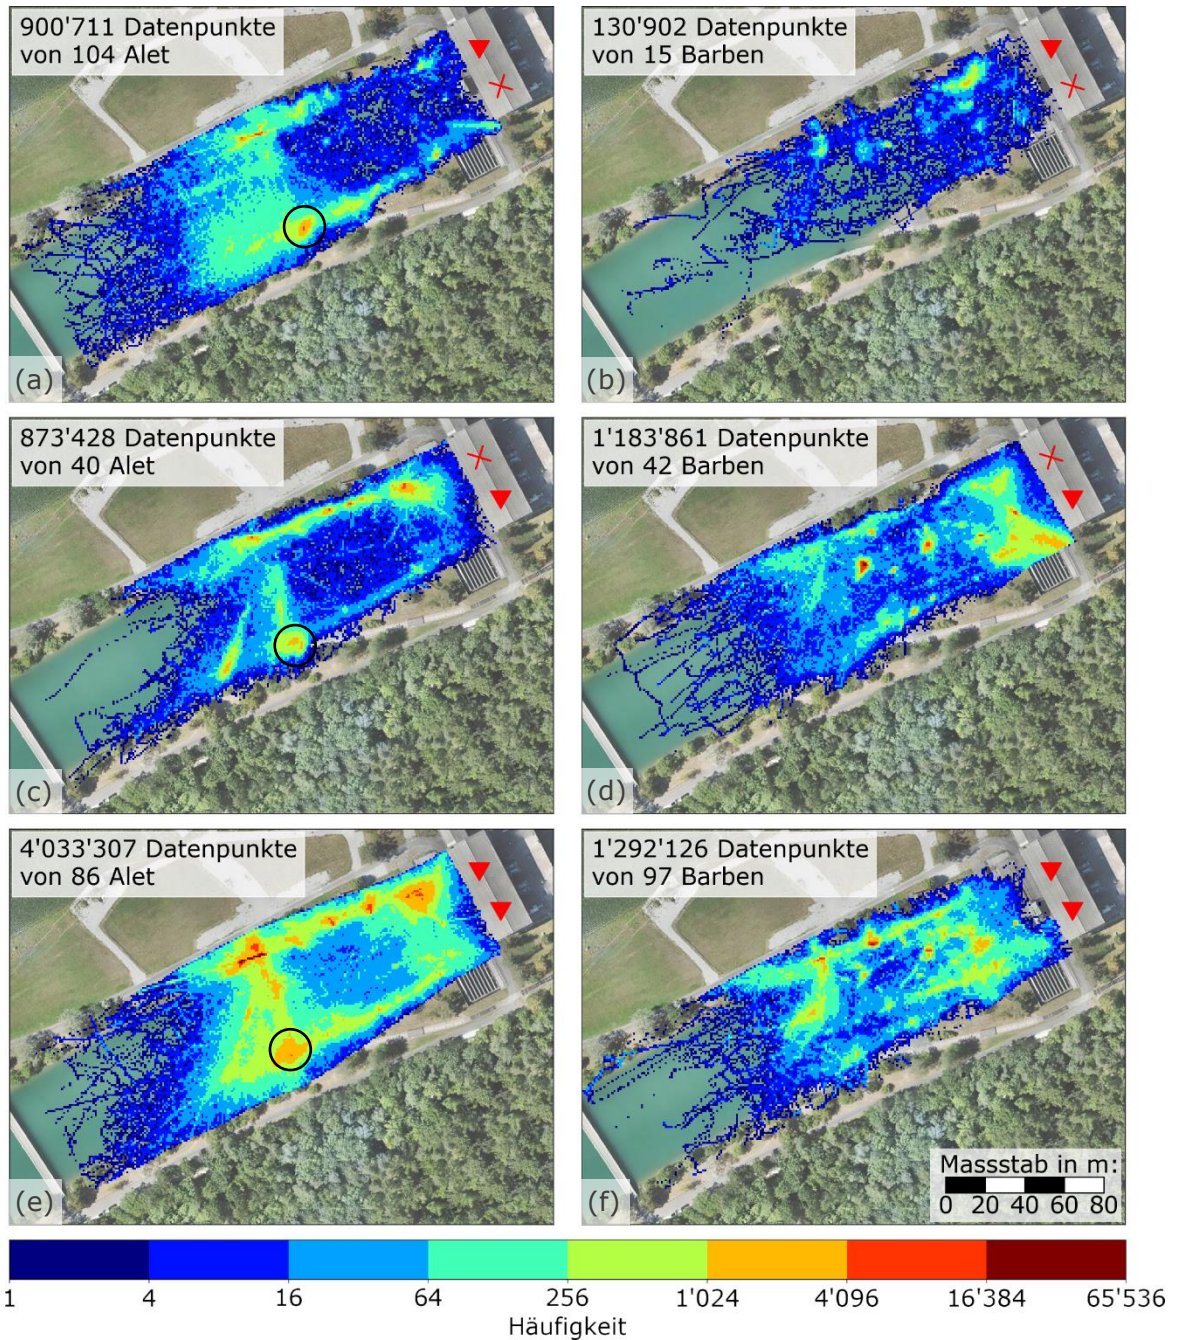 900'711 Datenpunkte
von 104 Alet
(a)
130'902 Datenpunkte
von 15 Barben
(b)
873'428 Datenpunkte
von 40 Alet
(c)
1'183'861 Datenpunkte
von 42 Barben
(d)
4'033'307 Datenpunkte
von 86 Alet
(e)
1'292'126 Datenpunkte
von 97 Barben
(f)
Massstab in m:
0 20 40 60 80
1 4 16 64 256 1'024 4'096 16'384 65'536
Häufigkeit